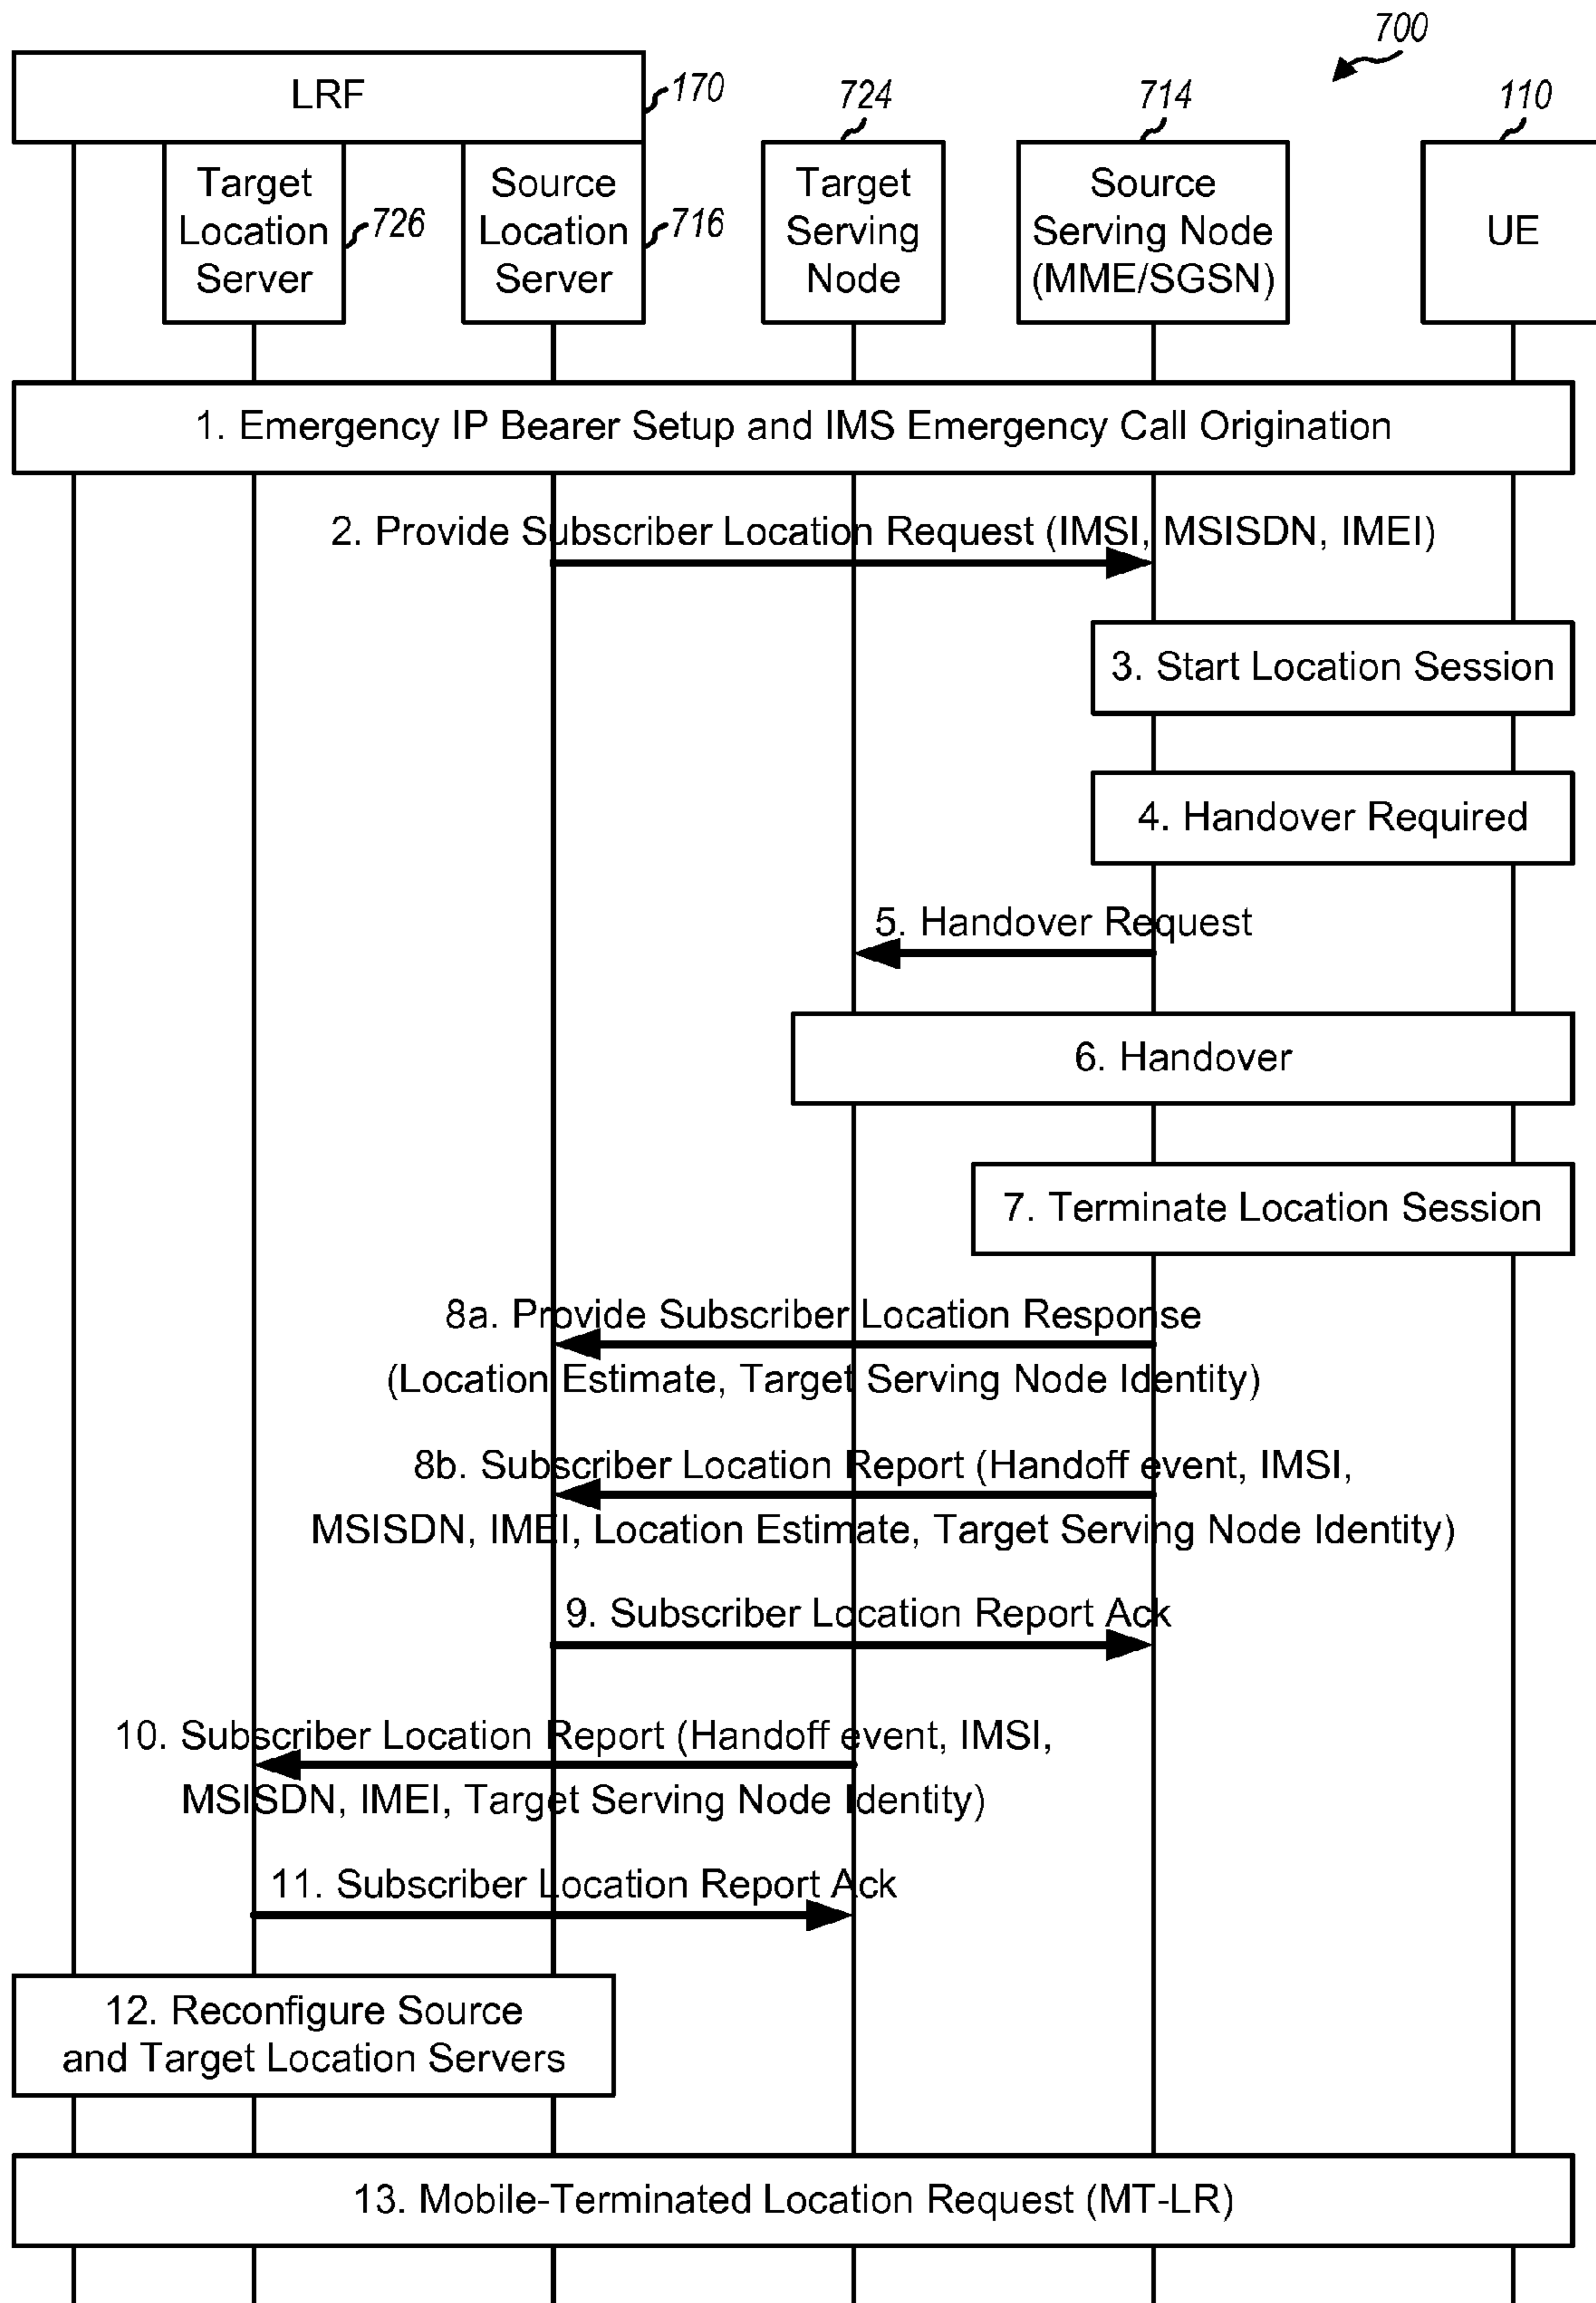 700
LRF
170
724
714
110
Target
Location
Server
726
Source
Location
Server
716
Target
Serving
Node
Source
Serving Node
(MME/SGSN)
UE
1. Emergency IP Bearer Setup and IMS Emergency Call Origination
2. Provide Subscriber Location Request (IMSI, MSISDN, IMEI)
3. Start Location Session
4. Handover Required
5. Handover Request
6. Handover
7. Terminate Location Session
8a. Provide Subscriber Location Response
(Location Estimate, Target Serving Node Identity)
8b. Subscriber Location Report (Handoff event, IMSI,
MSISDN, IMEI, Location Estimate, Target Serving Node Identity)
9. Subscriber Location Report Ack
10. Subscriber Location Report (Handoff event, IMSI,
MSISDN, IMEI, Target Serving Node Identity)
11. Subscriber Location Report Ack
12. Reconfigure Source
and Target Location Servers
13. Mobile-Terminated Location Request (MT-LR)